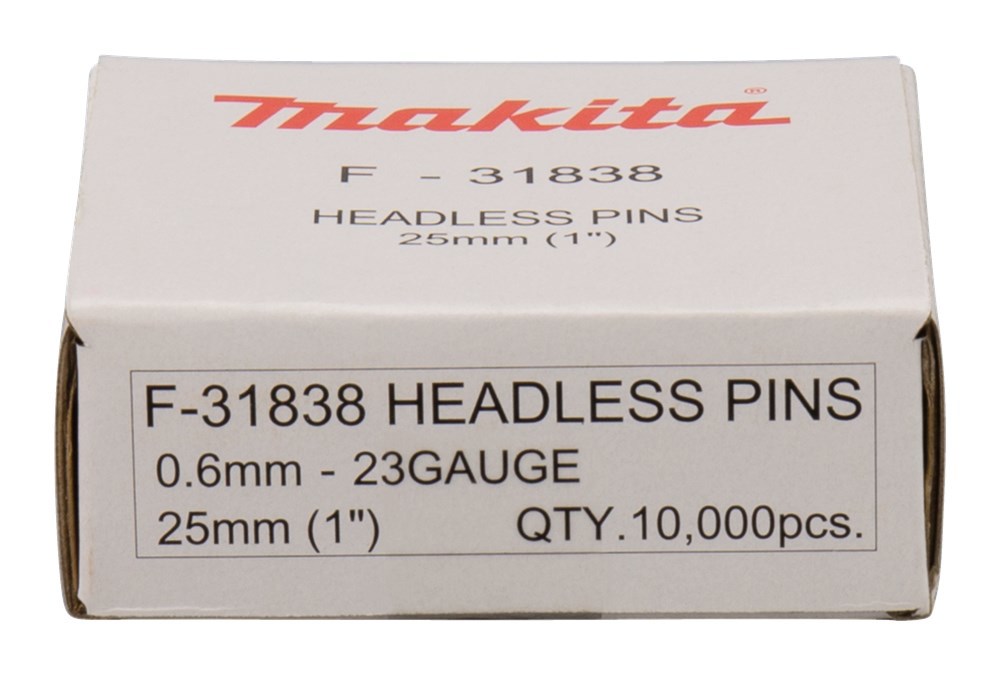 makita®
F - 31838
HEADLESS PINS
25mm (1")
F-31838 HEADLESS PINS
0.6mm - 23GAUGE
25mm (1") QTY.10,000pcs.